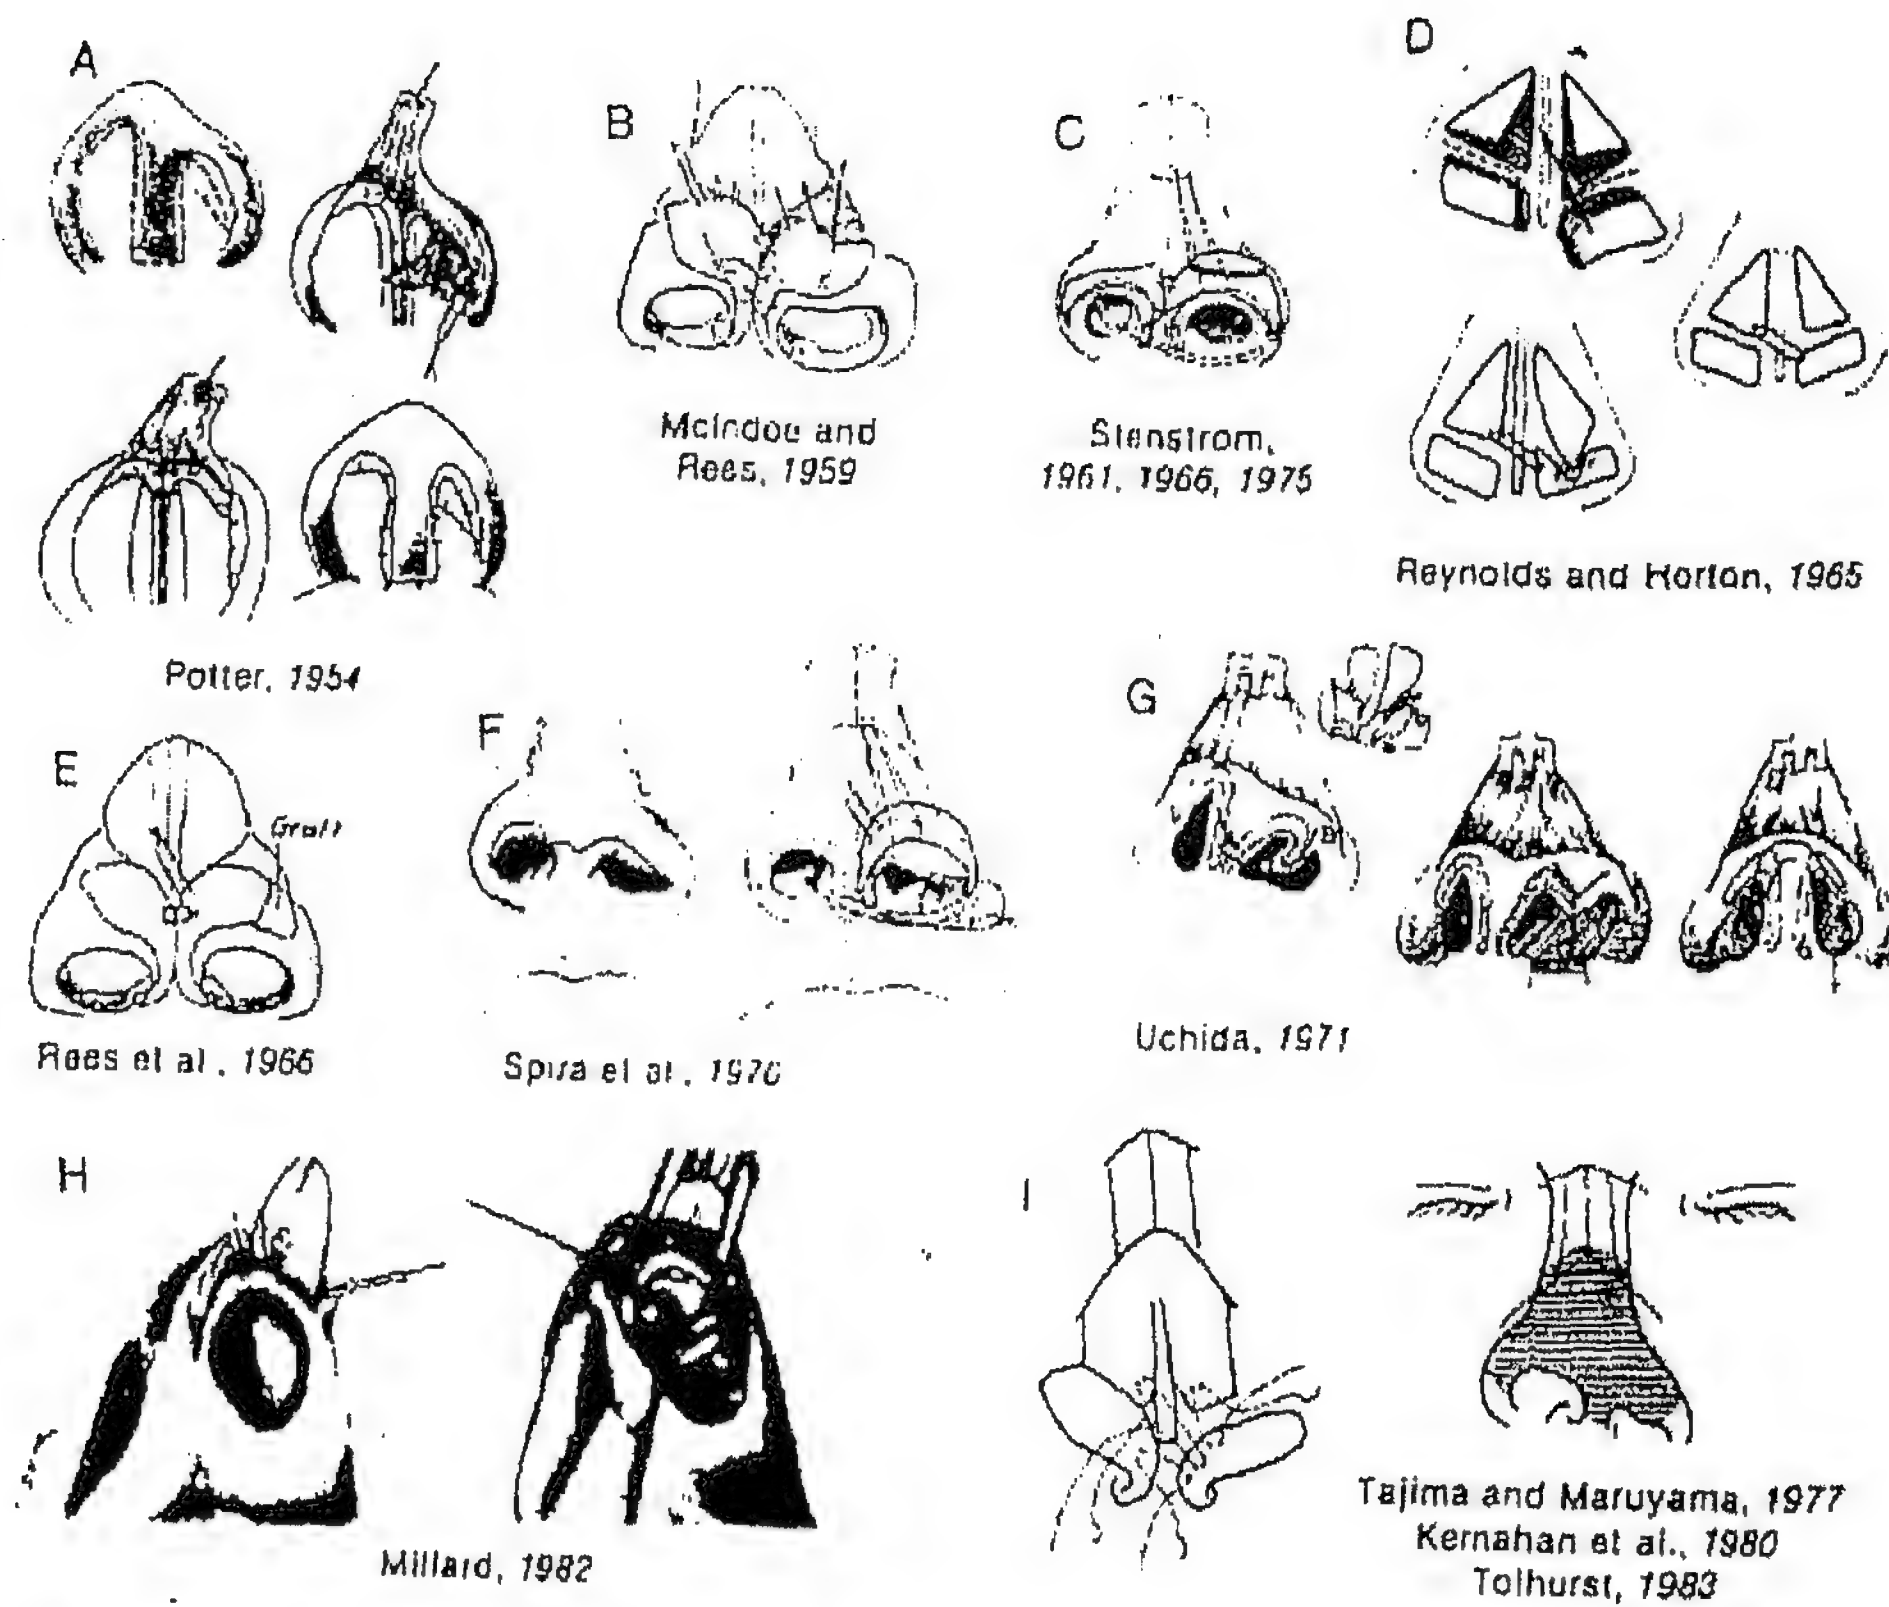 A
B
C
D
McIndoe and
Rees, 1959
Stenstrom,
1961, 1966, 1975
Reynolds and Horton, 1965
Potter, 1954
E
Graft
F
G
Rees et al., 1966
Spira et al., 1970
Uchida, 1971
H
I
Millard, 1982
Tajima and Maruyama, 1977
Kernahan et al., 1980
Tolhurst, 1983